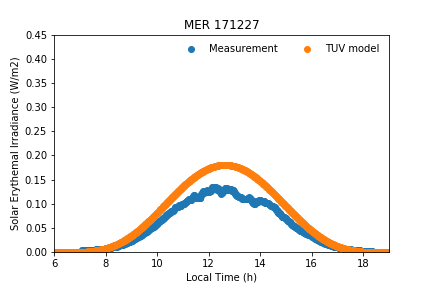 MER 171227
Measurement
TUV model
Solar Erythemal Irradiance (W/m2)
0.45
0.40
0.35
0.30
0.25
0.20
0.15
0.10
0.05
0.00
6 8 10 12 14 16 18
Local Time (h)